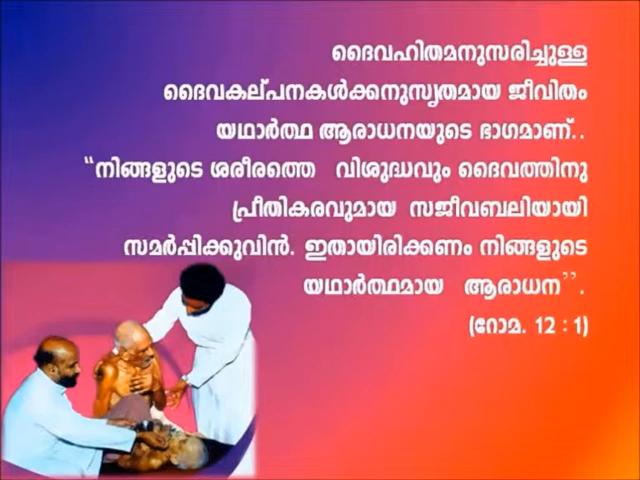 ദൈവഹിതമനുസരിച്ചുള്ള
ദൈവകല്പനകൾക്കനുസൃതമായ ജീവിതം
യഥാർത്ഥ ആരാധനയുടെ ഭാഗമാണ്..
“നിങ്ങളുടെ ശരീരത്തെ വിശുദ്ധവും ദൈവത്തിനു
പ്രീതികരവുമായ സജീവബലിയായി
സമർപ്പിക്കുവിൻ. ഇതായിരിക്കണം നിങ്ങളുടെ
യഥാർത്ഥമായ ആരാധന”.
(റോമ. 12 : 1)